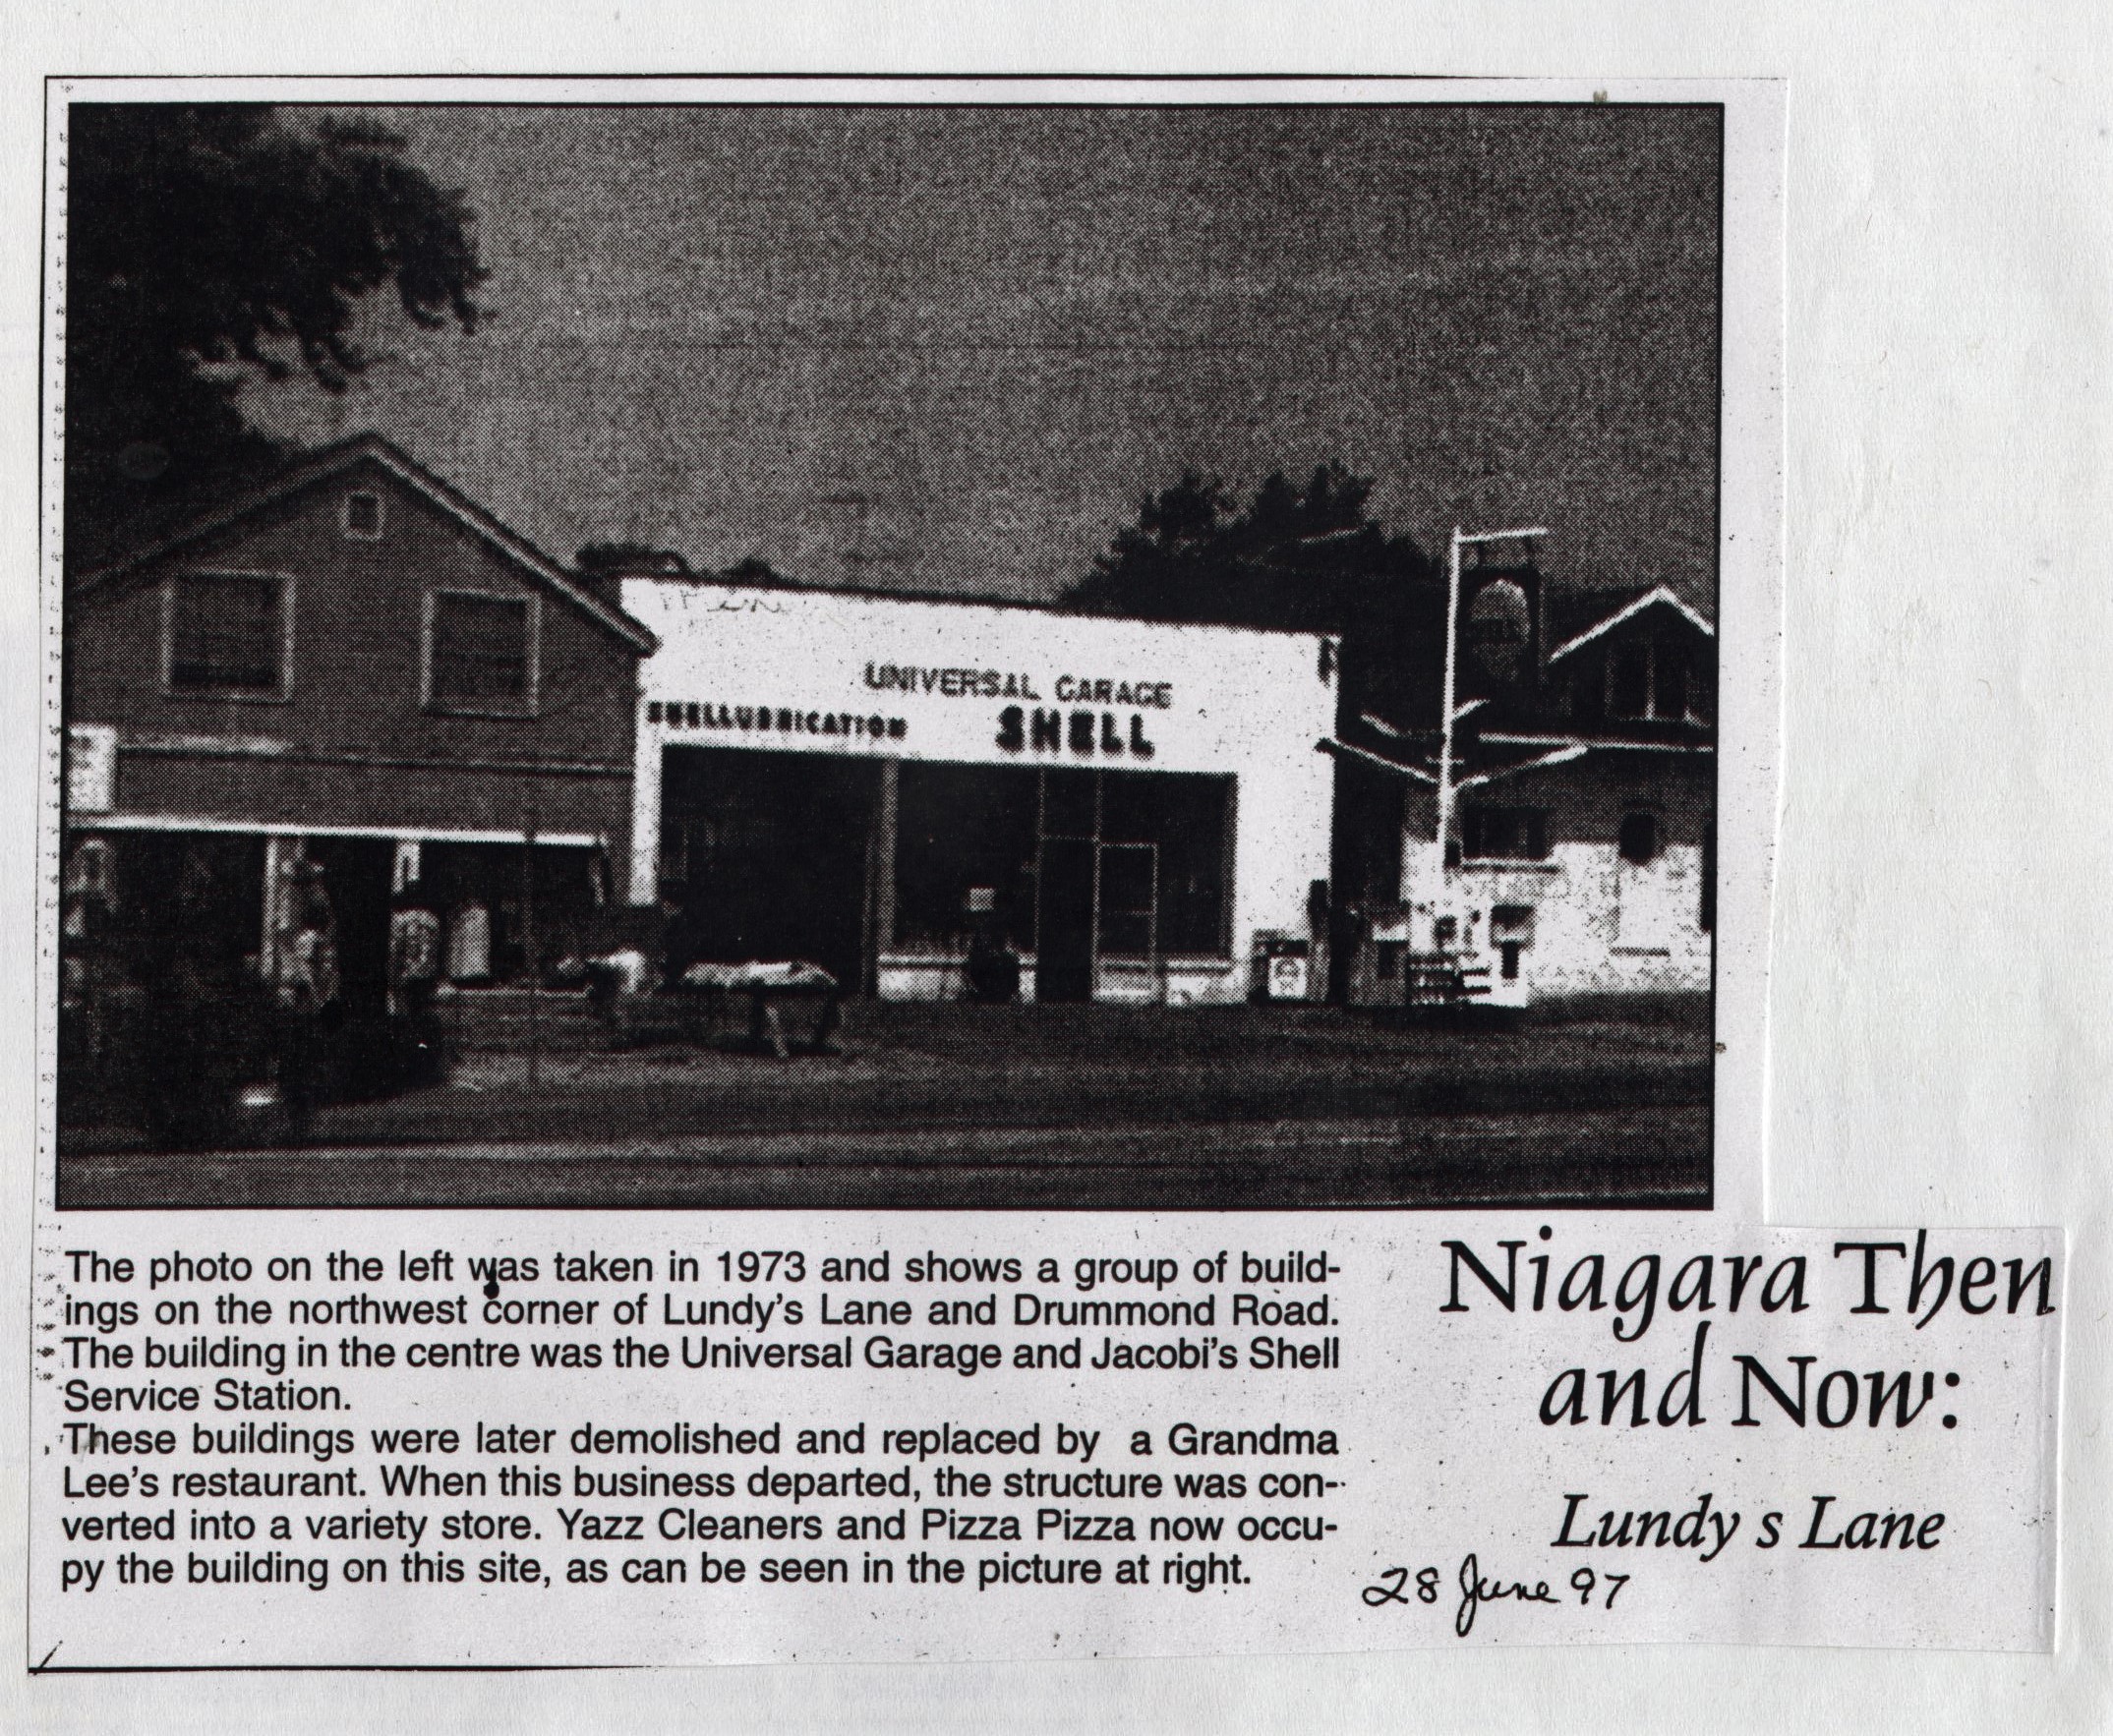 UNIVERSAL GARAGE
SHELLUBRICATION
SHELL
The photo on the left was taken in 1973 and shows a group of build-
ings on the northwest corner of Lundy's Lane and Drummond Road.
The building in the centre was the Universal Garage and Jacobi's Shell
Service Station.
These buildings were later demolished and replaced by a Grandma
Lee's restaurant. When this business departed, the structure was con-
verted into a variety store. Yazz Cleaners and Pizza Pizza now occu-
py the building on this site, as can be seen in the picture at right.
Niagara Then
and Now:
Lundy s Lane
28 June 97